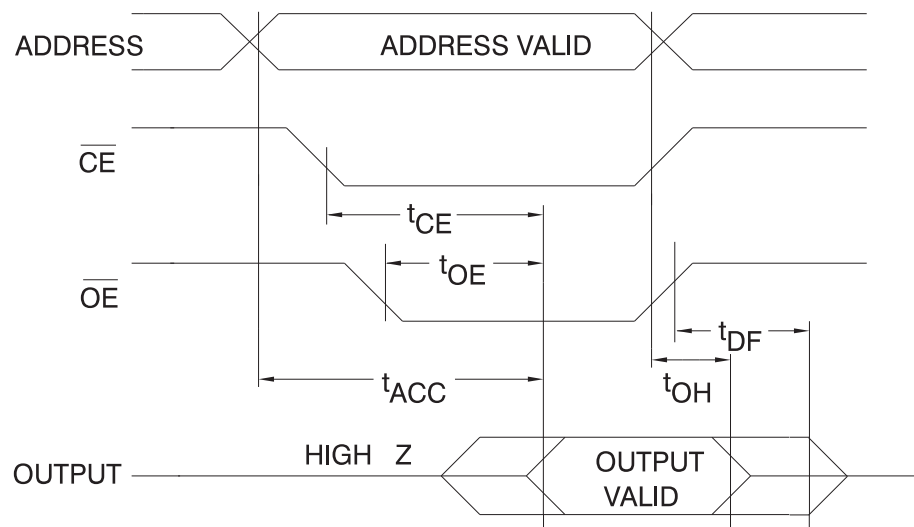 ADDRESS
ADDRESS VALID
CE
tCE
tOE
OE
tDF
tACC
tOH
HIGH Z
OUTPUT
OUTPUT
VALID